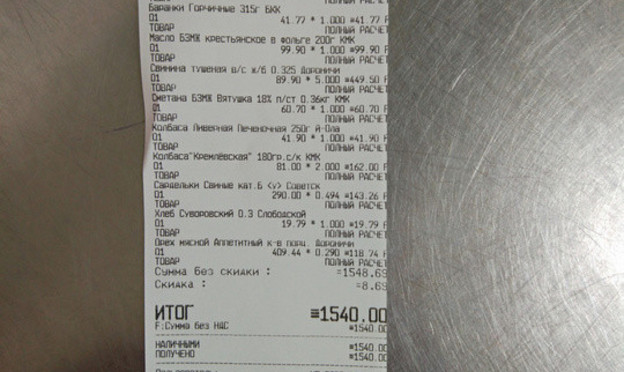 ПОЛНЫЙ РАСЧЕТ
Баранки Горчичные 315г БКК
01 41.77 * 1.000 =41.77
ТОВАР ПОЛНЫЙ РАСЧЕТ
Масло БЗМЖ крестьянское в фольге 200г КМК
01 99.90 * 1.000 =99.90
ТОВАР ПОЛНЫЙ РАСЧЕТ
Свинина тушеная в/с ж/б 0.325 Дороничи
01 89.90 * 5.000 =449.50
ТОВАР ПОЛНЫЙ РАСЧЕТ
Сметана БЗМЖ Вятушка 18% п/ст 0.36кг КМК
01 60.70 * 1.000 =60.70
ТОВАР ПОЛНЫЙ РАСЧЕТ
Колбаса Ливерная Печеночная 250г Й-Ола
01 41.90 * 1.000 =41.90
ТОВАР ПОЛНЫЙ РАСЧЕТ
Колбаса"Кремлёвская" 180гр.с/к КМК
01 81.00 * 2.000 =162.00
ТОВАР ПОЛНЫЙ РАСЧЕТ
Сардельки Свиные кат.Б <v> Советск
01 290.00 * 0.494 =143.26
ТОВАР ПОЛНЫЙ РАСЧЕТ
Хлеб Суворовский 0.3 Слободской
01 19.79 * 1.000 =19.79
ТОВАР ПОЛНЫЙ РАСЧЕТ
Орех мясной Аппетитный к-в порц. Дороничи
01 409.44 * 0.290 =118.74
ТОВАР ПОЛНЫЙ РАСЧЕТ
Сумма без скидки : =1548.69
Скидка : =8.69
ИТОГ =1540.00
F:Сумма без НДС =1540.00
НАЛИЧНЫМИ =1540.00
ПОЛУЧЕНО =1540.00